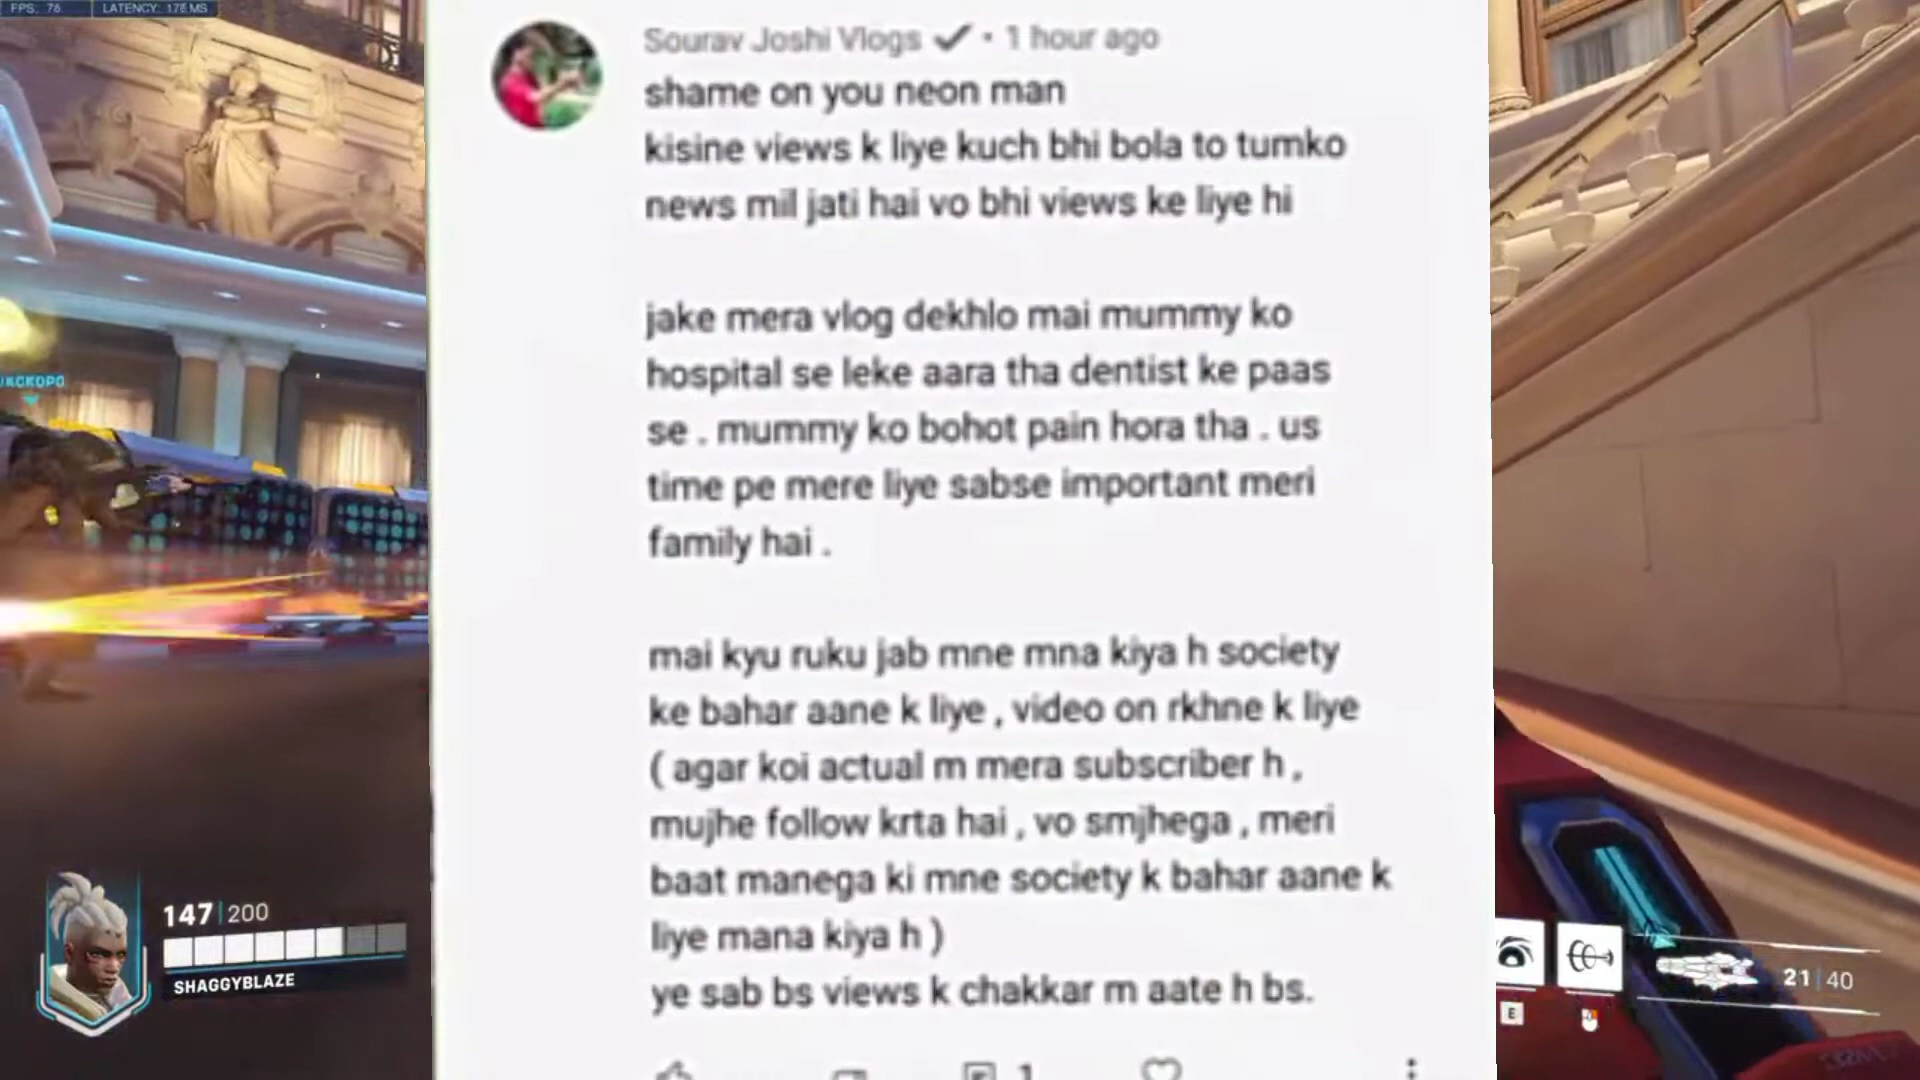 FPS: 76 LATENCY: 176 MS
Sourav Joshi Vlogs ✓ • 1 hour ago
shame on you neon man
kisine views k liye kuch bhi bola to tumko
news mil jati hai vo bhi views ke liye hi
jake mera vlog dekhlo mai mummy ko
hospital se leke aara tha dentist ke paas
se . mummy ko bohot pain hora tha . us
time pe mere liye sabse important meri
family hai .
mai kyu ruku jab mne mna kiya h society
ke bahar aane k liye , video on rkhne k liye
( agar koi actual m mera subscriber h ,
mujhe follow krta hai , vo smjhega , meri
baat manega ki mne society k bahar aane k
liye mana kiya h )
ye sab bs views k chakkar m aate h bs.
1
147 | 200
SHAGGYBLAZE
21 | 40
E